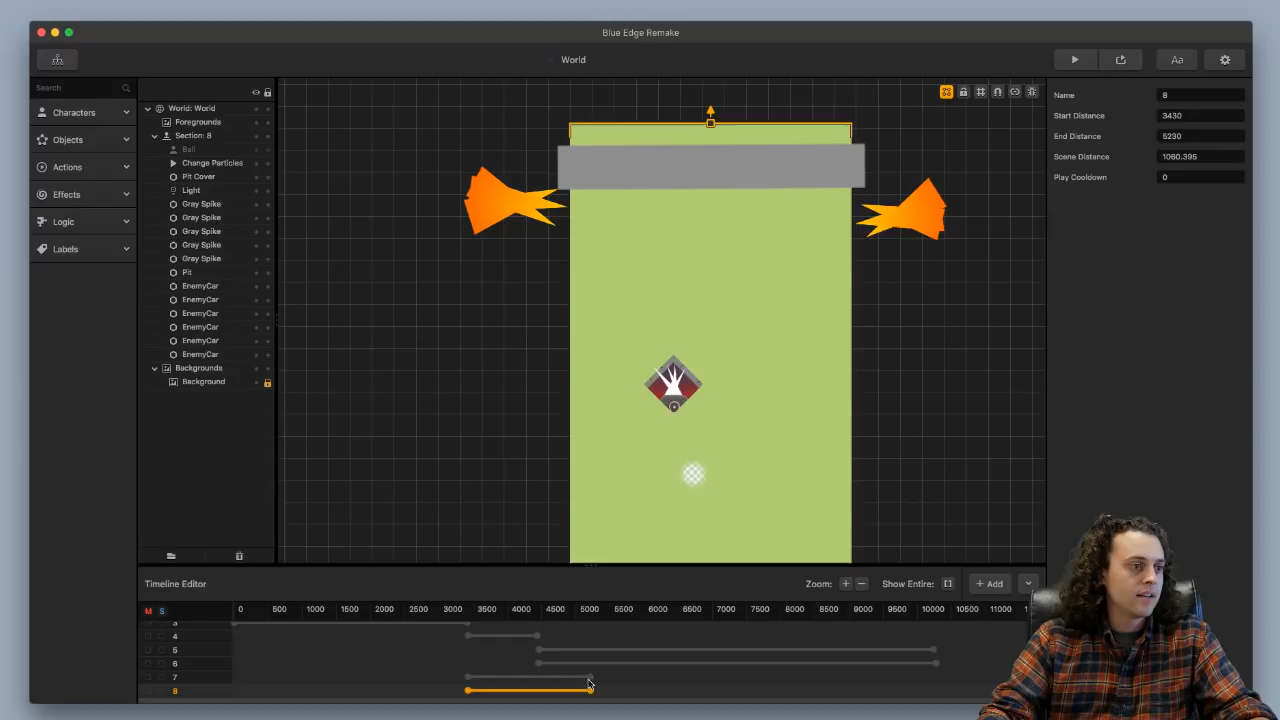 Blue Edge Remake
World
Aa
Search
Characters
Objects
Actions
Effects
Logic
Labels
World: World
Foregrounds
Section: 8
Ball
Change Particles
Pit Cover
Light
Gray Spike
Gray Spike
Gray Spike
Gray Spike
Gray Spike
Pit
EnemyCar
EnemyCar
EnemyCar
EnemyCar
EnemyCar
EnemyCar
Backgrounds
Background
Name 8
Start Distance 3430
End Distance 5230
Scene Distance 1060.395
Play Cooldown 0
Timeline Editor
Zoom: + −
Show Entire: [ ]
+ Add
M S
0 500 1000 1500 2000 2500 3000 3500 4000 4500 5000 5500 6000 6500 7000 7500 8000 8500 9000 9500 10000 10500 11000
3
4
5
6
7
8